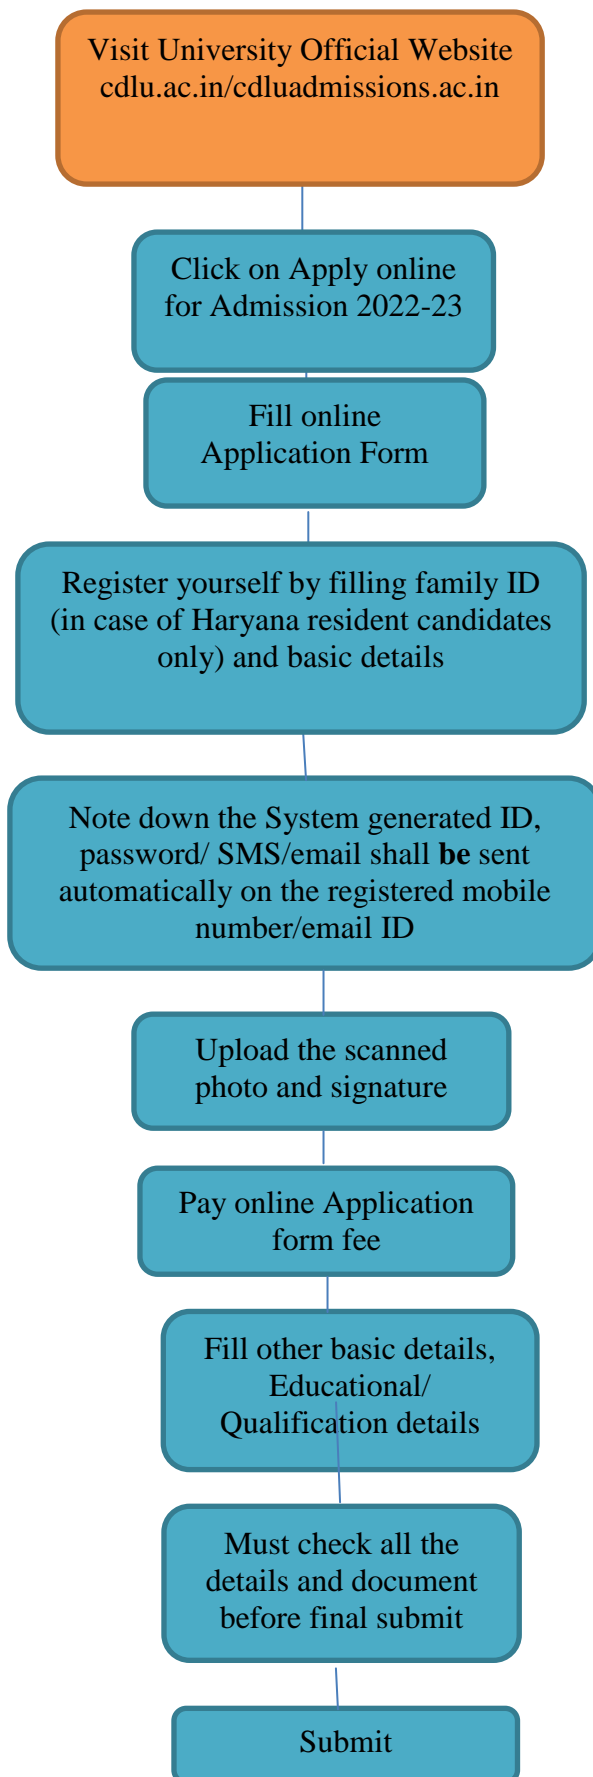 Visit University Official Website
cdlu.ac.in/cdluadmissions.ac.in
Click on Apply online
for Admission 2022-23
Fill online
Application Form
Register yourself by filling family ID
(in case of Haryana resident candidates
only) and basic details
Note down the System generated ID,
password/ SMS/email shall be sent
automatically on the registered mobile
number/email ID
Upload the scanned
photo and signature
Pay online Application
form fee
Fill other basic details,
Educational/
Qualification details
Must check all the
details and document
before final submit
Submit